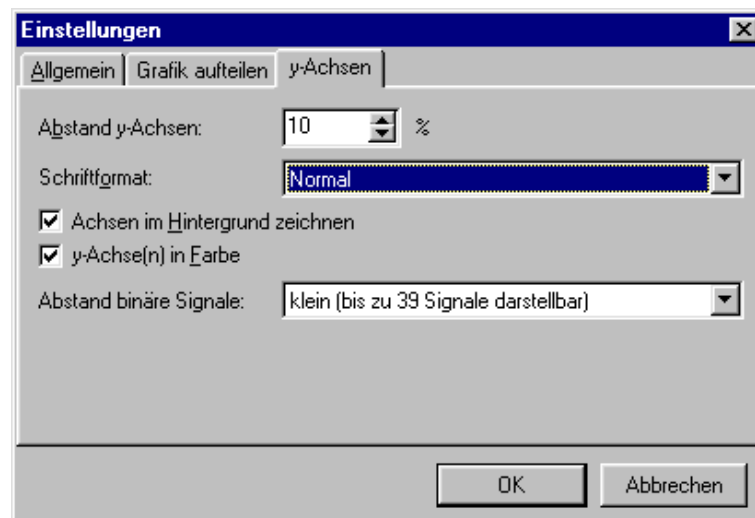 Einstellungen
Allgemein Grafik aufteilen y-Achsen
Abstand y-Achsen: 10 %
Schriftformat: Normal
Achsen im Hintergrund zeichnen
y-Achse(n) in Farbe
Abstand binäre Signale: klein (bis zu 39 Signale darstellbar)
OK Abbrechen